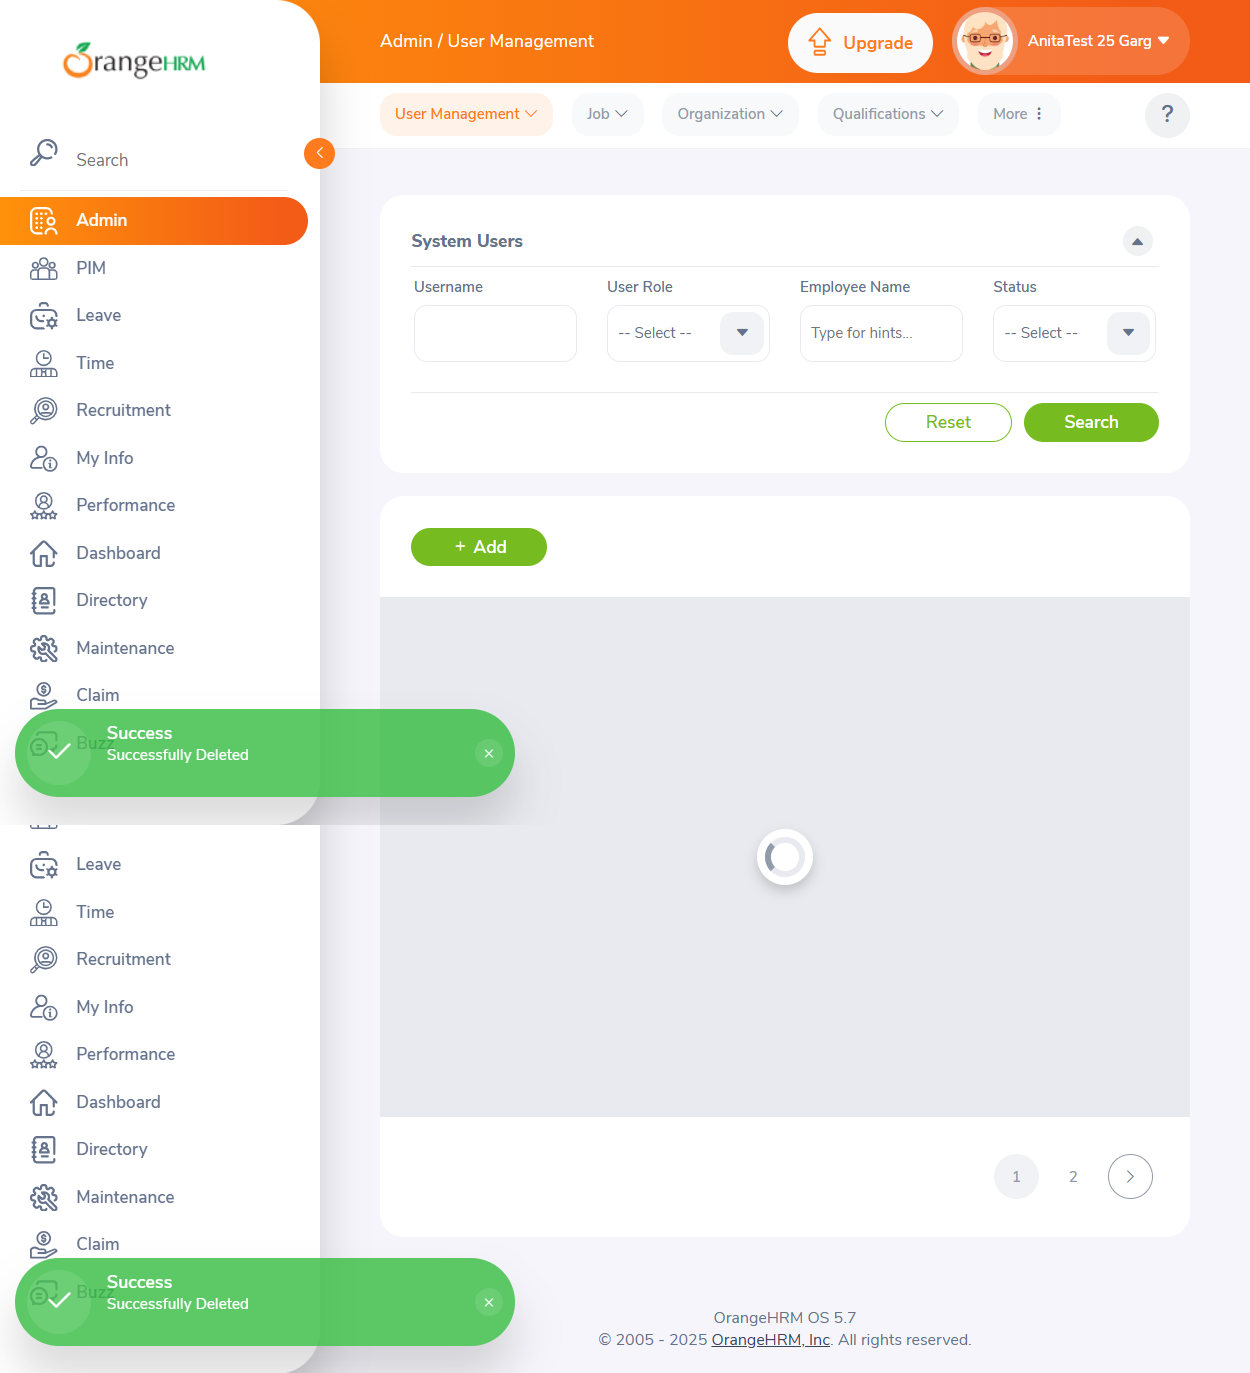 OrangeHRM
Search
Admin
PIM
Leave
Time
Recruitment
My Info
Performance
Dashboard
Directory
Maintenance
Claim
Buzz
Success
Successfully Deleted
Leave
Time
Recruitment
My Info
Performance
Dashboard
Directory
Maintenance
Claim
Buzz
Success
Successfully Deleted
Admin / User Management
Upgrade
AnitaTest 25 Garg
User Management
Job
Organization
Qualifications
More
?
System Users
Username
User Role
Employee Name
Status
-- Select --
Type for hints...
-- Select --
Reset
Search
+ Add
1
2
OrangeHRM OS 5.7
© 2005 - 2025 OrangeHRM, Inc. All rights reserved.